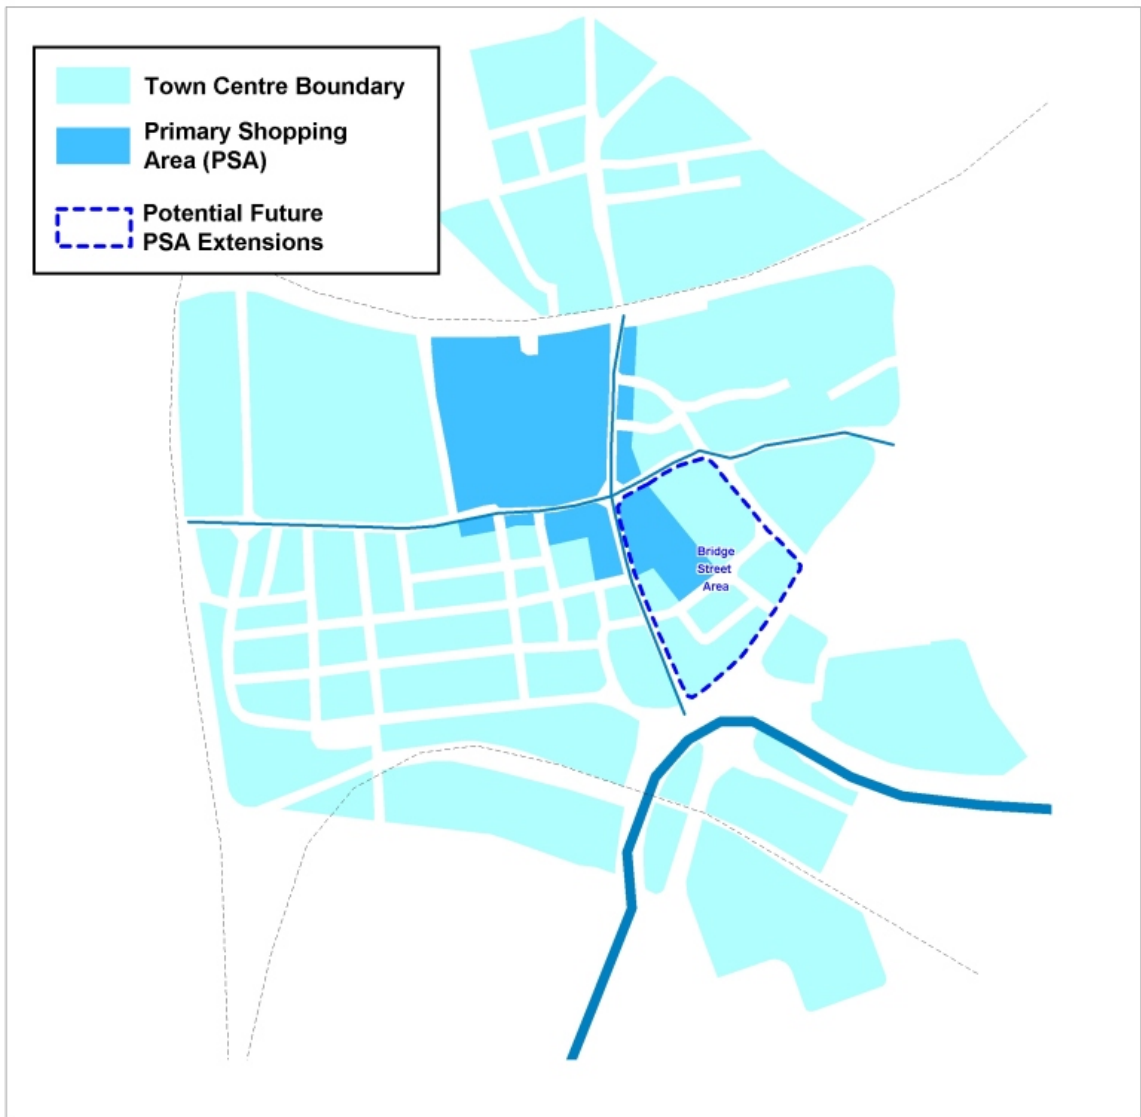 Town Centre Boundary
Primary Shopping
Area (PSA)
Potential Future
PSA Extensions
Bridge
Street
Area